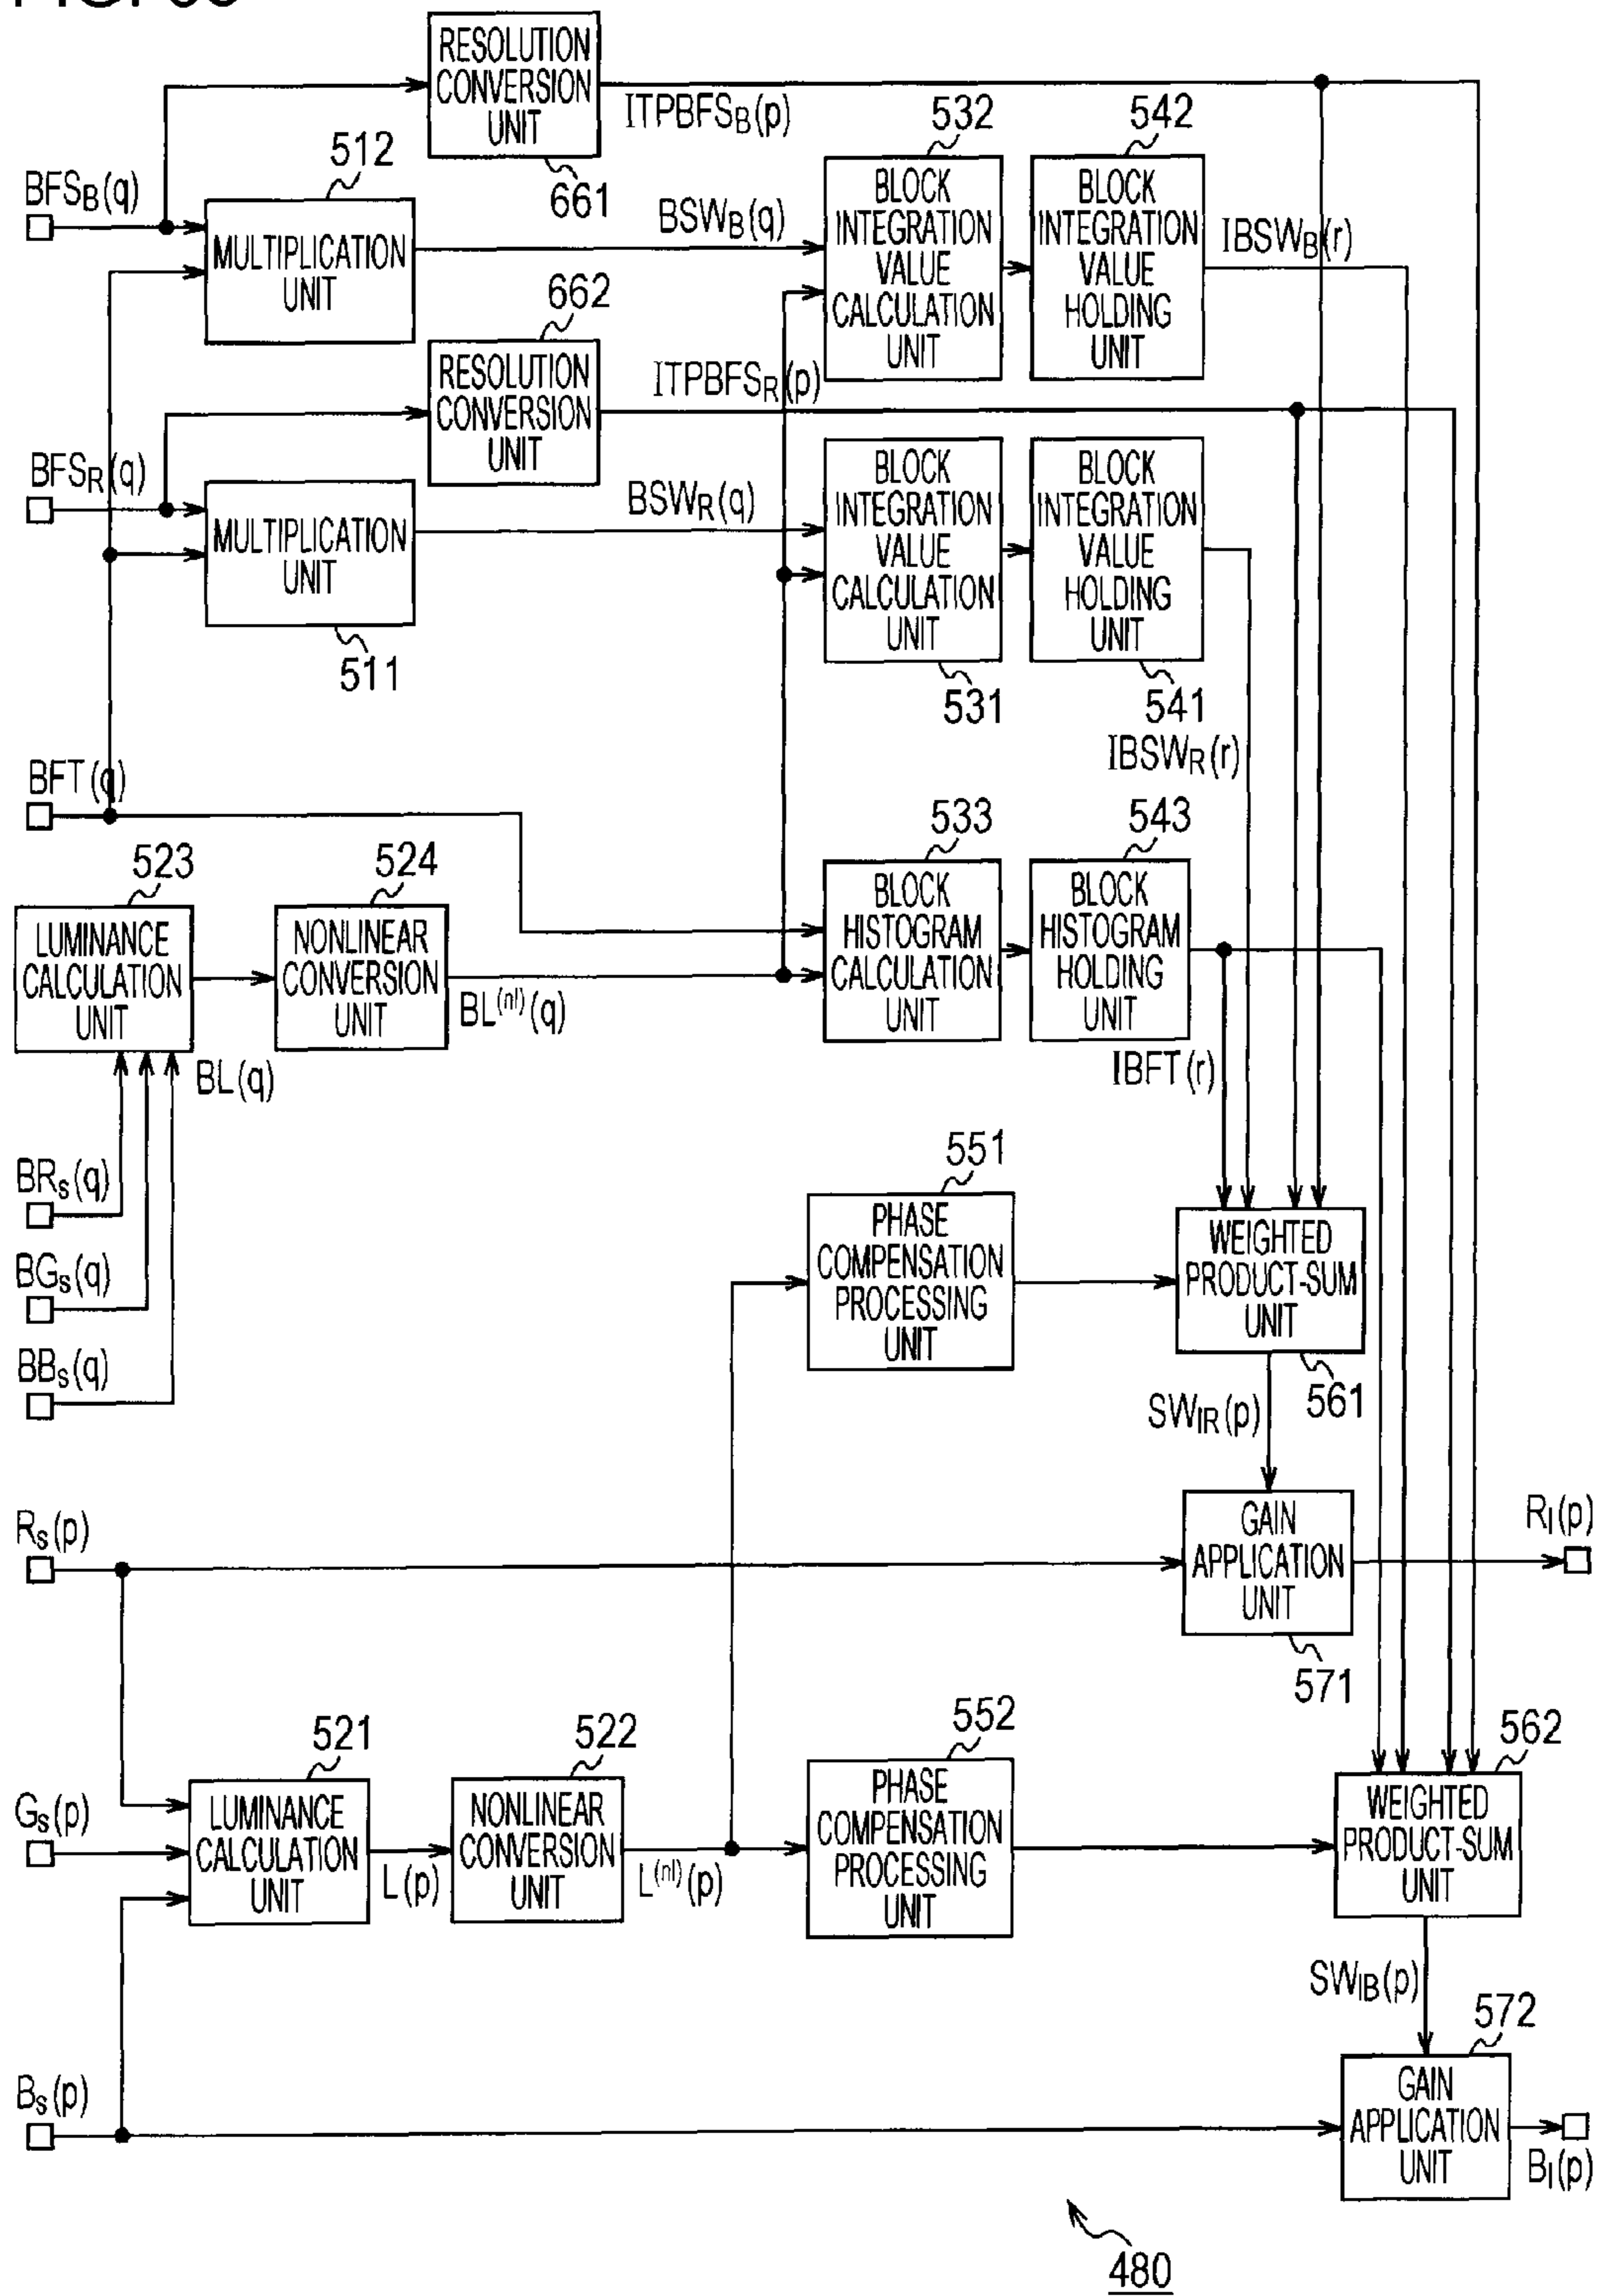 RESOLUTION
CONVERSION
UNIT
661
ITPBFSB(p)
BFSB(q)
512
MULTIPLICATION
UNIT
BSWB(q)
532
BLOCK
INTEGRATION
VALUE
CALCULATION
UNIT
542
BLOCK
INTEGRATION
VALUE
HOLDING
UNIT
IBSWB(r)
662
RESOLUTION
CONVERSION
UNIT
ITPBFSR(p)
BFSR(q)
MULTIPLICATION
UNIT
511
BSWR(q)
BLOCK
INTEGRATION
VALUE
CALCULATION
UNIT
531
BLOCK
INTEGRATION
VALUE
HOLDING
UNIT
541
IBSWR(r)
BFT(q)
523
LUMINANCE
CALCULATION
UNIT
BL(q)
524
NONLINEAR
CONVERSION
UNIT
BL(nl)(q)
533
BLOCK
HISTOGRAM
CALCULATION
UNIT
543
BLOCK
HISTOGRAM
HOLDING
UNIT
IBFT(r)
BRs(q)
BGs(q)
BBs(q)
551
PHASE
COMPENSATION
PROCESSING
UNIT
WEIGHTED
PRODUCT-SUM
UNIT
561
SWIR(p)
Rs(p)
GAIN
APPLICATION
UNIT
571
RI(p)
Gs(p)
521
LUMINANCE
CALCULATION
UNIT
L(p)
522
NONLINEAR
CONVERSION
UNIT
L(nl)(p)
552
PHASE
COMPENSATION
PROCESSING
UNIT
562
WEIGHTED
PRODUCT-SUM
UNIT
SWIB(p)
Bs(p)
572
GAIN
APPLICATION
UNIT
BI(p)
480